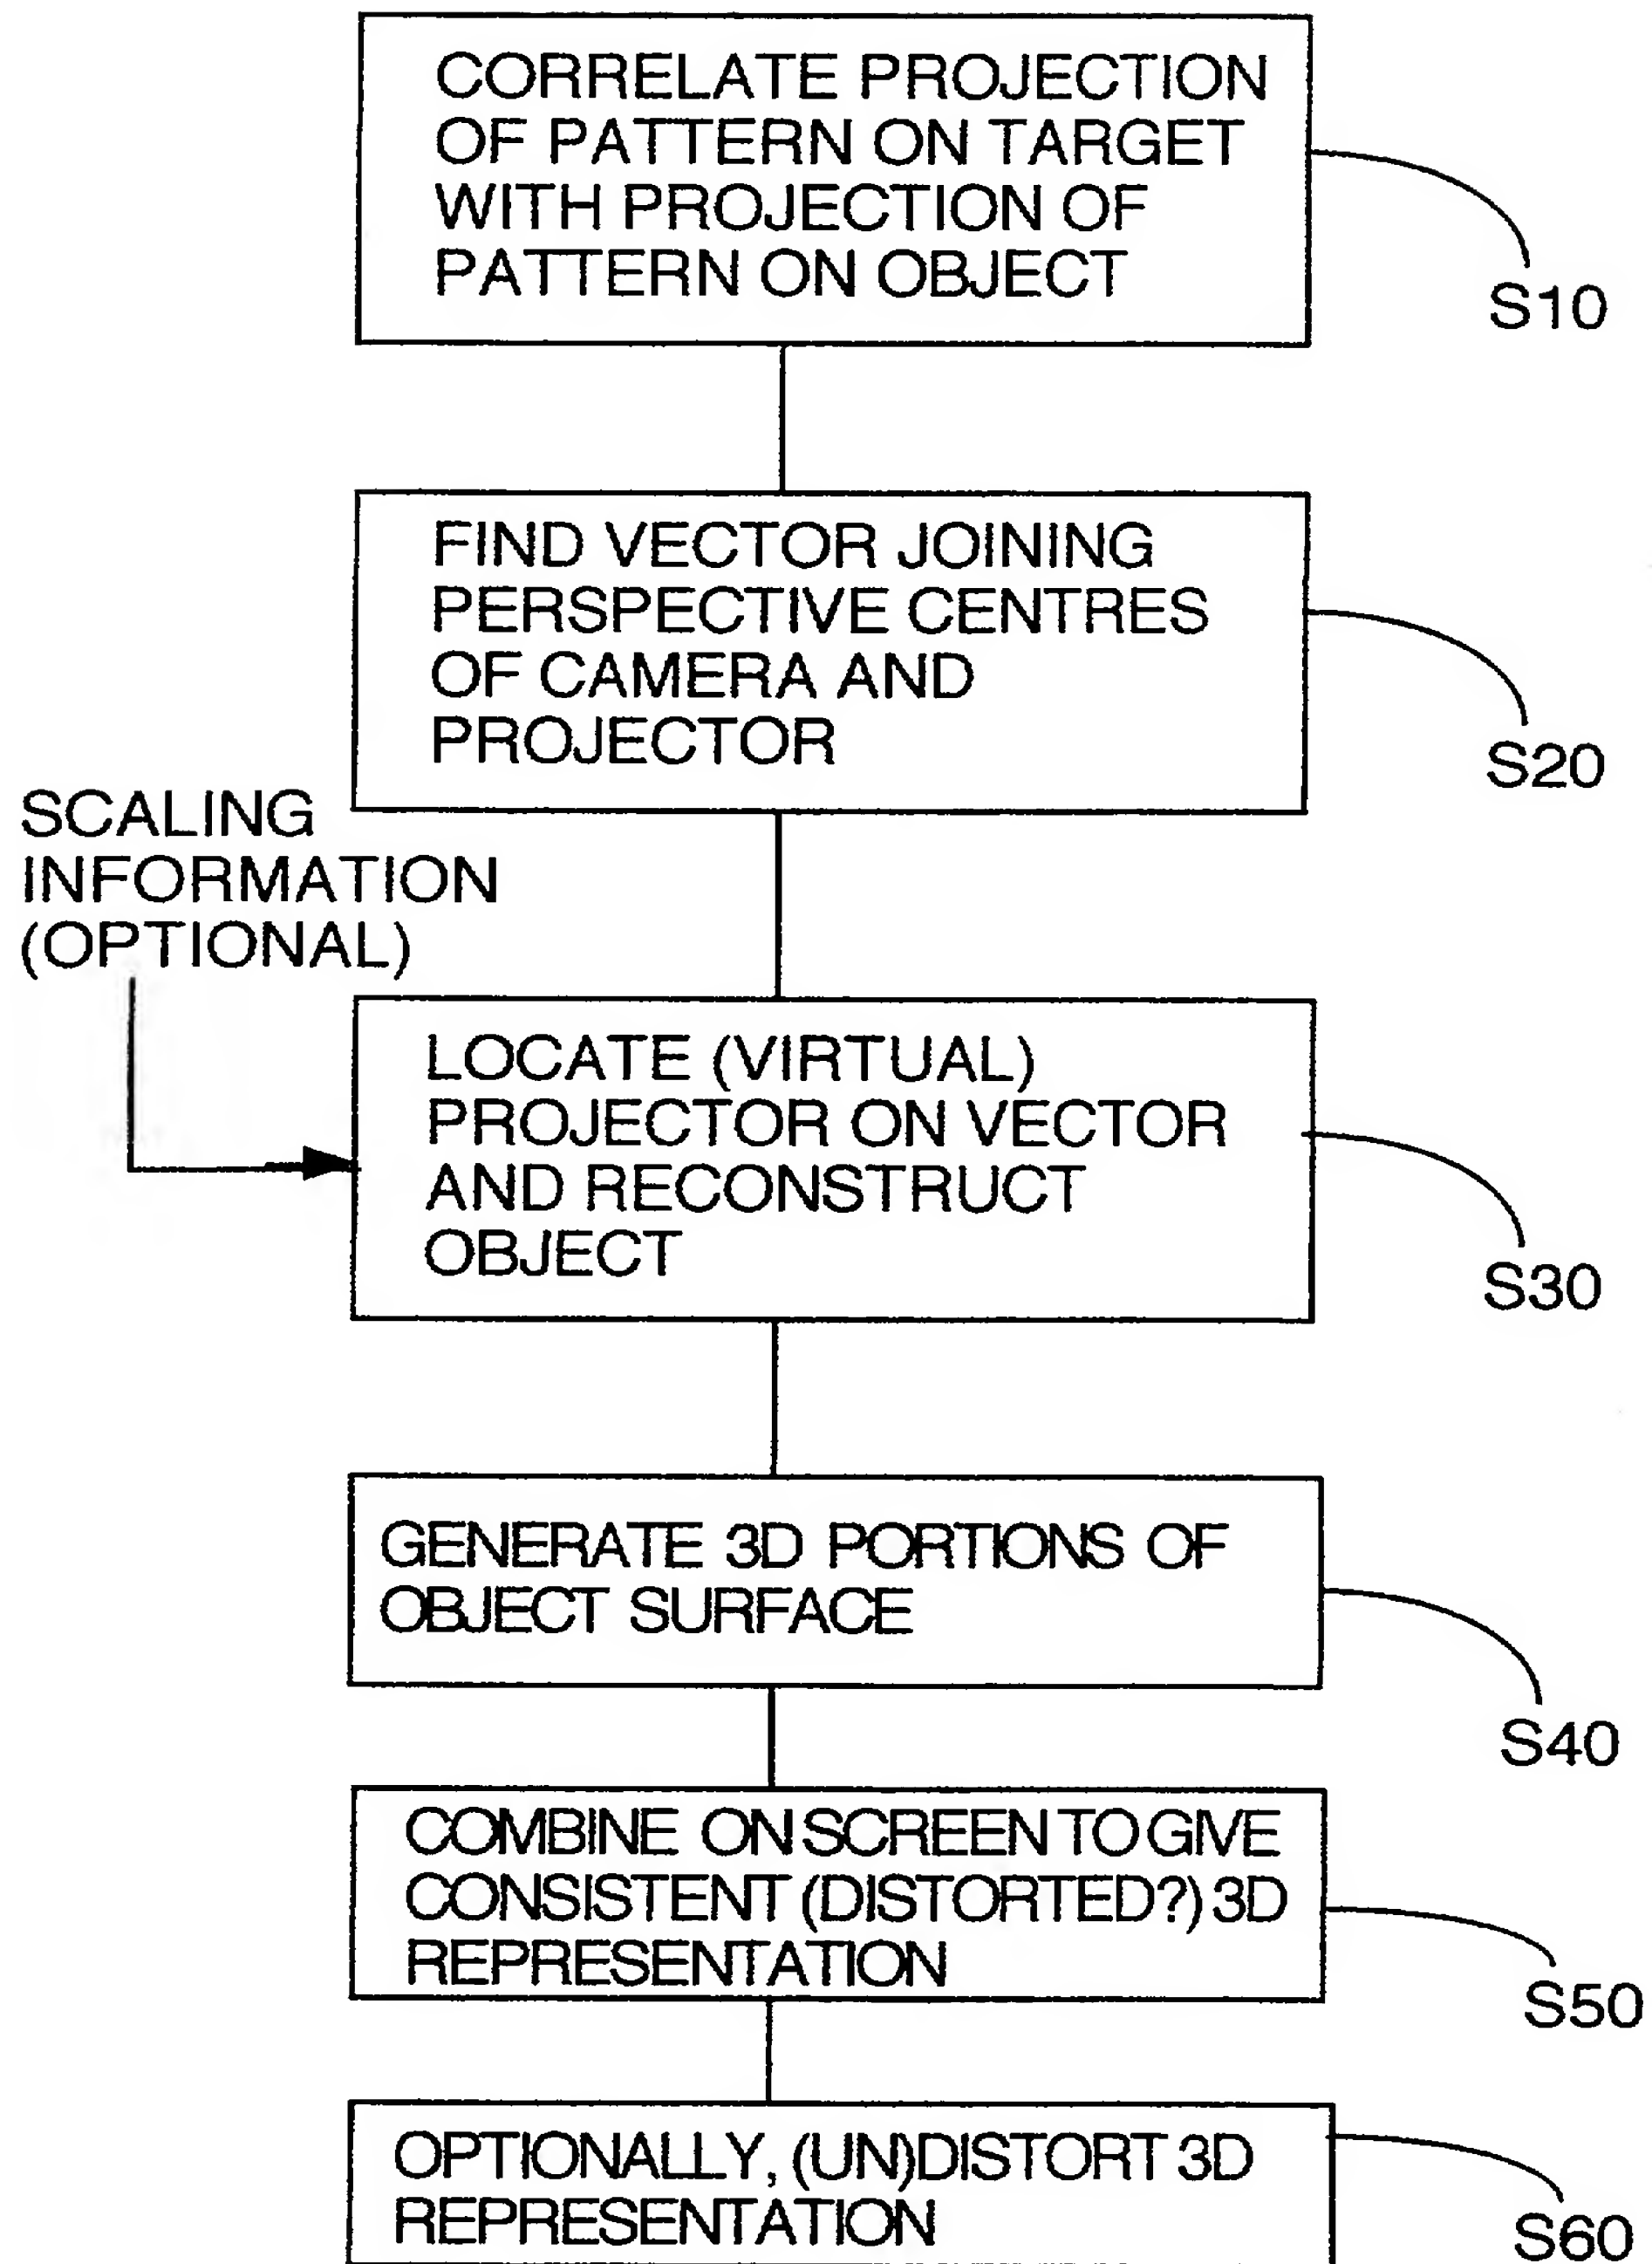 CORRELATE PROJECTION
OF PATTERN ON TARGET
WITH PROJECTION OF
PATTERN ON OBJECT
S10
FIND VECTOR JOINING
PERSPECTIVE CENTRES
OF CAMERA AND
PROJECTOR
S20
SCALING
INFORMATION
(OPTIONAL)
LOCATE (VIRTUAL)
PROJECTOR ON VECTOR
AND RECONSTRUCT
OBJECT
S30
GENERATE 3D PORTIONS OF
OBJECT SURFACE
S40
COMBINE ON SCREEN TO GIVE
CONSISTENT (DISTORTED?) 3D
REPRESENTATION
S50
OPTIONALLY, (UN)DISTORT 3D
REPRESENTATION
S60